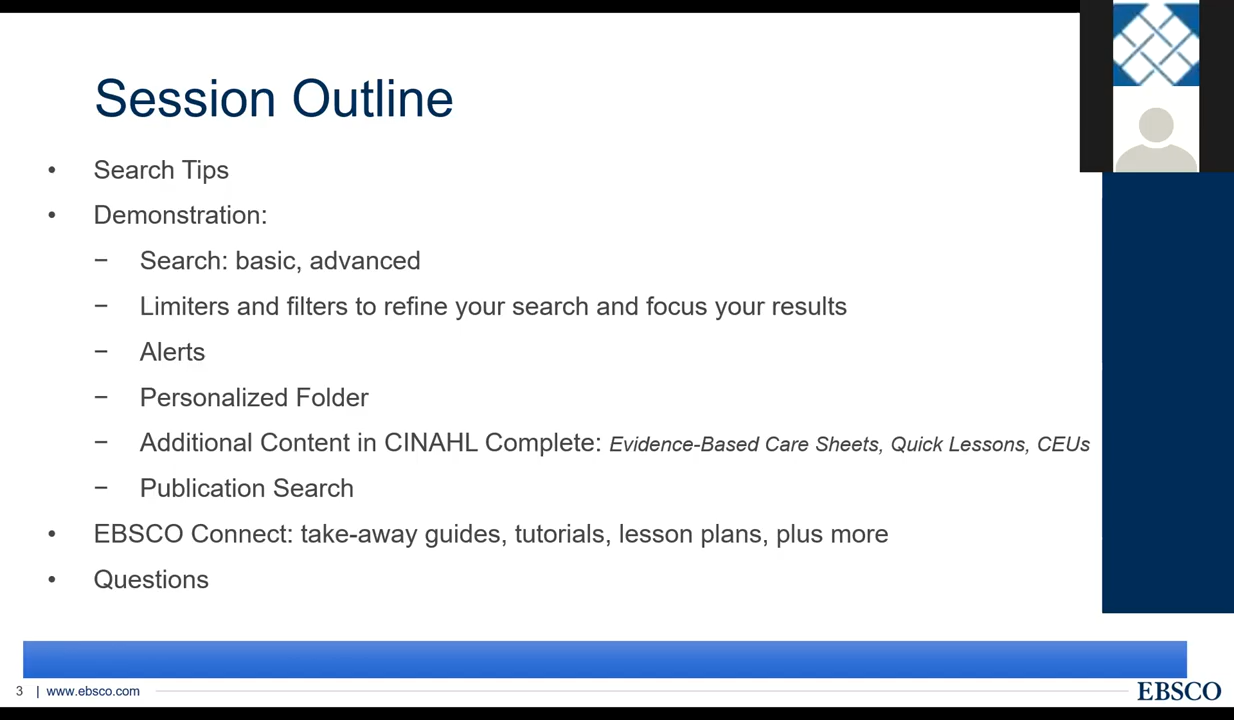 Session Outline
• Search Tips
• Demonstration:
− Search: basic, advanced
− Limiters and filters to refine your search and focus your results
− Alerts
− Personalized Folder
− Additional Content in CINAHL Complete: Evidence-Based Care Sheets, Quick Lessons, CEUs
− Publication Search
• EBSCO Connect: take-away guides, tutorials, lesson plans, plus more
• Questions
3 | www.ebsco.com
EBSCO